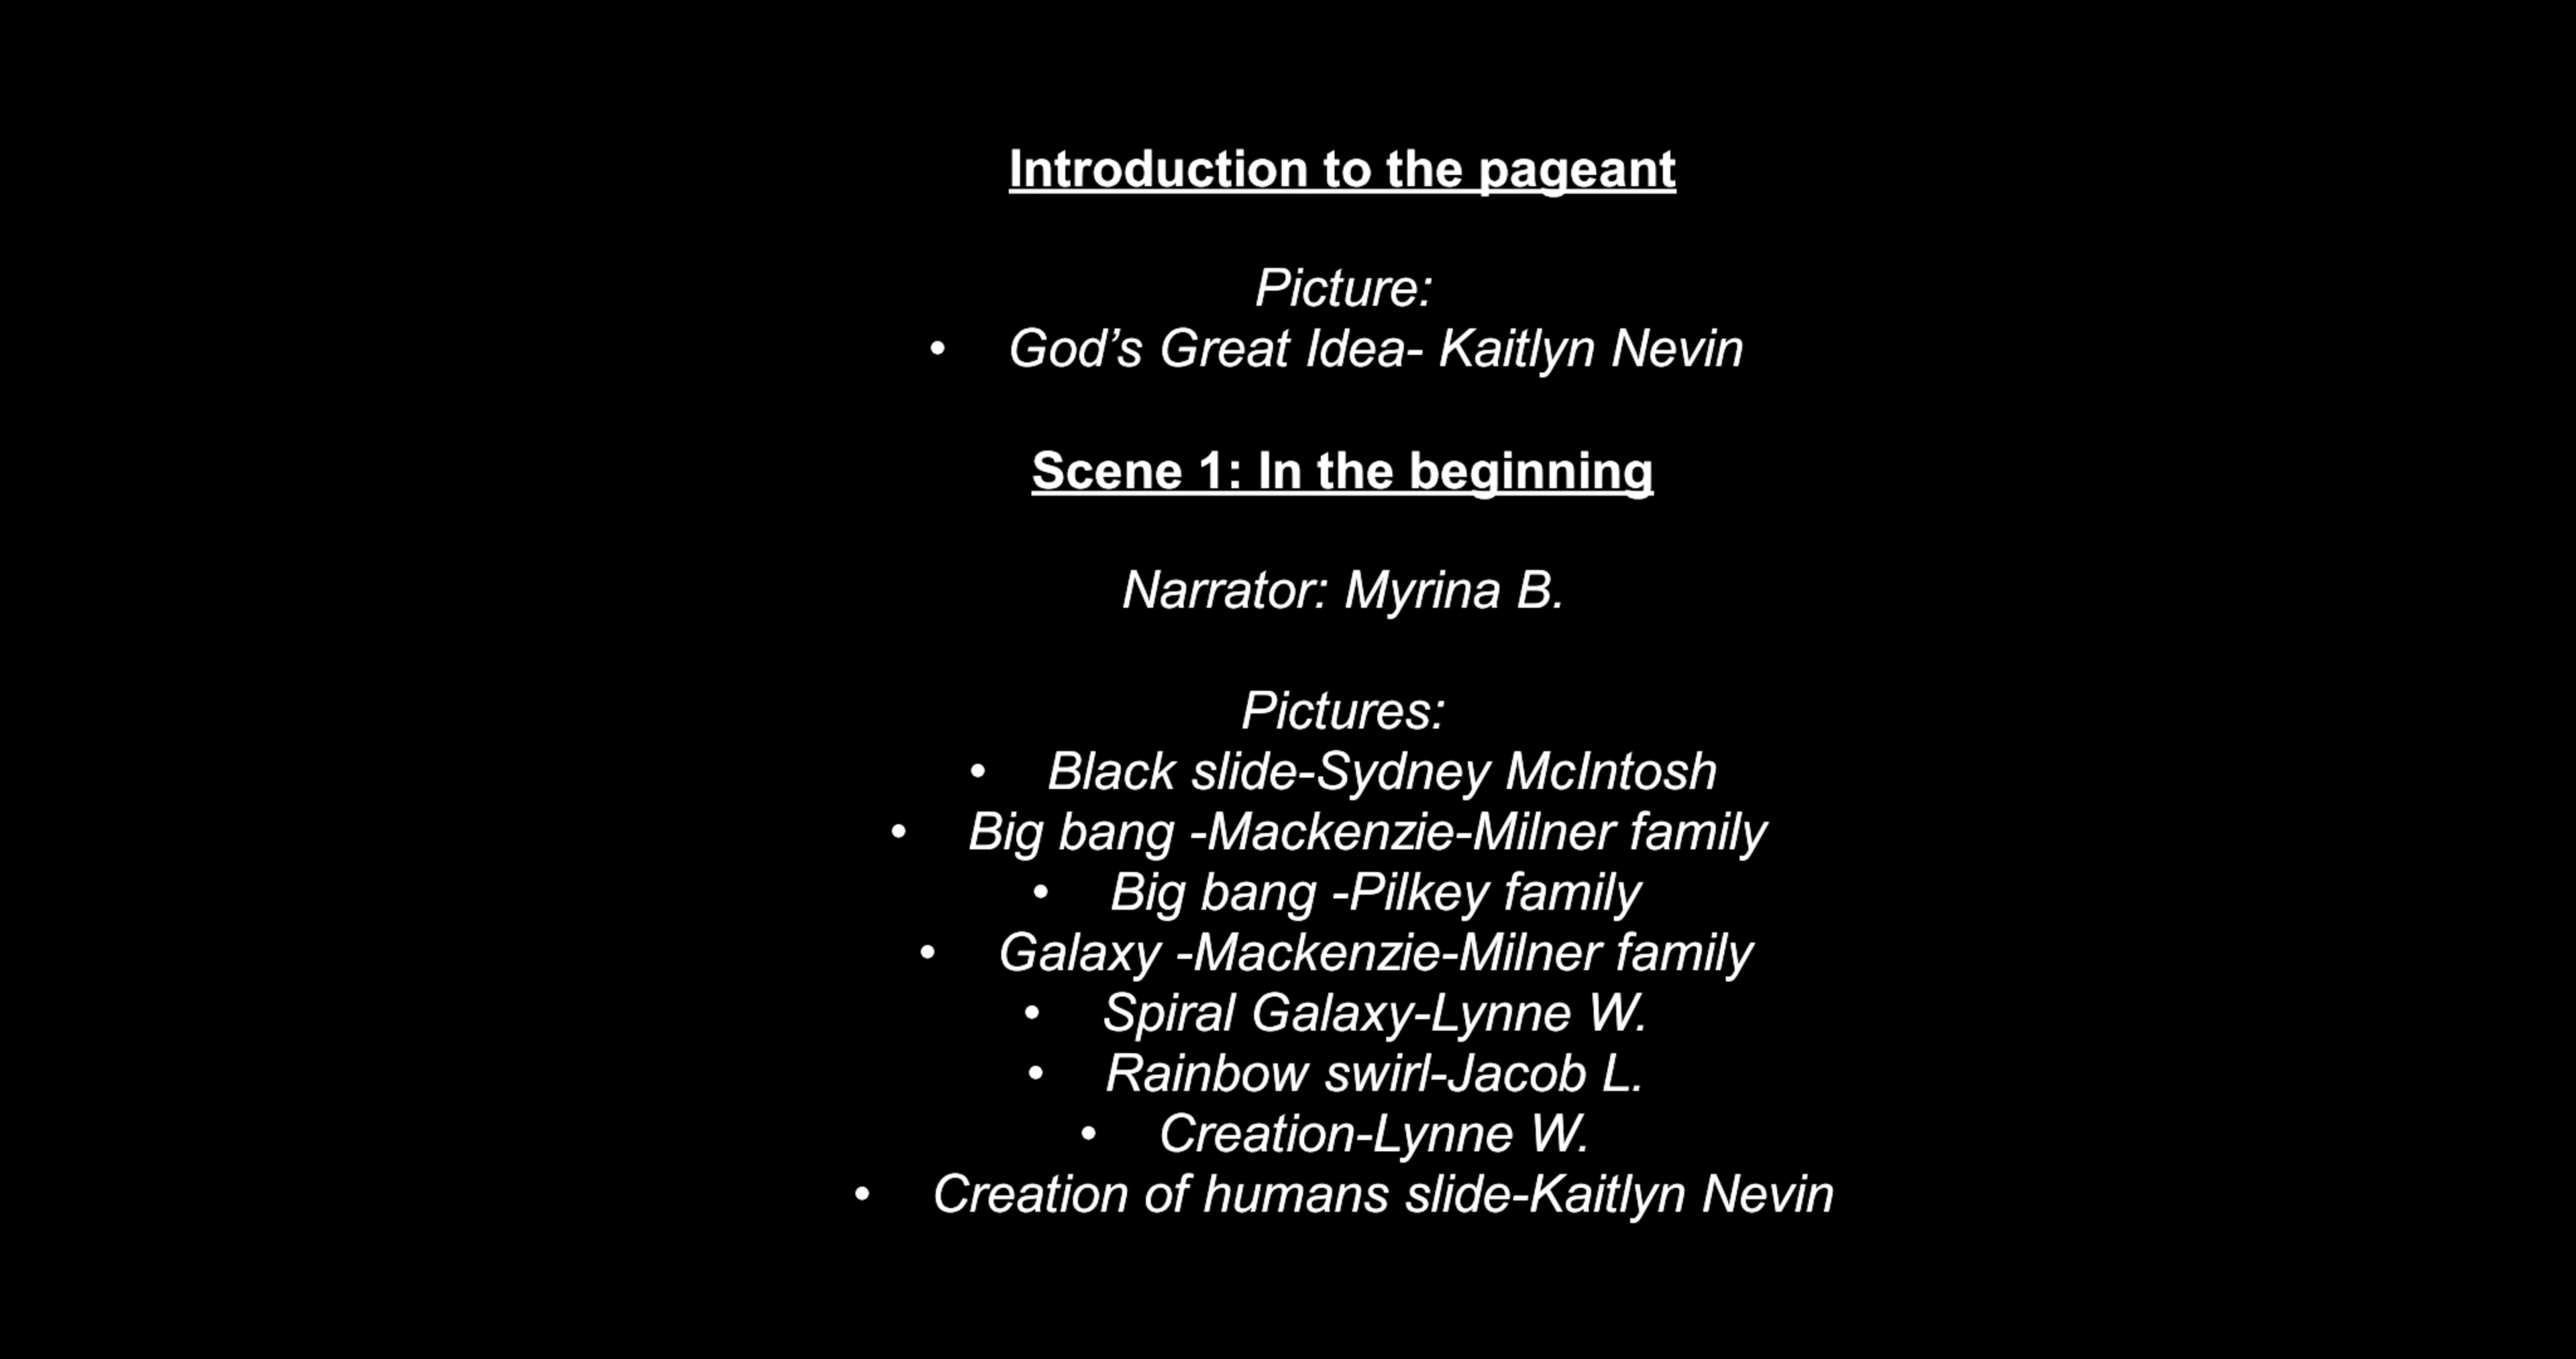 Introduction to the pageant
Picture:
• God’s Great Idea- Kaitlyn Nevin
Scene 1: In the beginning
Narrator: Myrina B.
Pictures:
• Black slide-Sydney McIntosh
• Big bang -Mackenzie-Milner family
• Big bang -Pilkey family
• Galaxy -Mackenzie-Milner family
• Spiral Galaxy-Lynne W.
• Rainbow swirl-Jacob L.
• Creation-Lynne W.
• Creation of humans slide-Kaitlyn Nevin